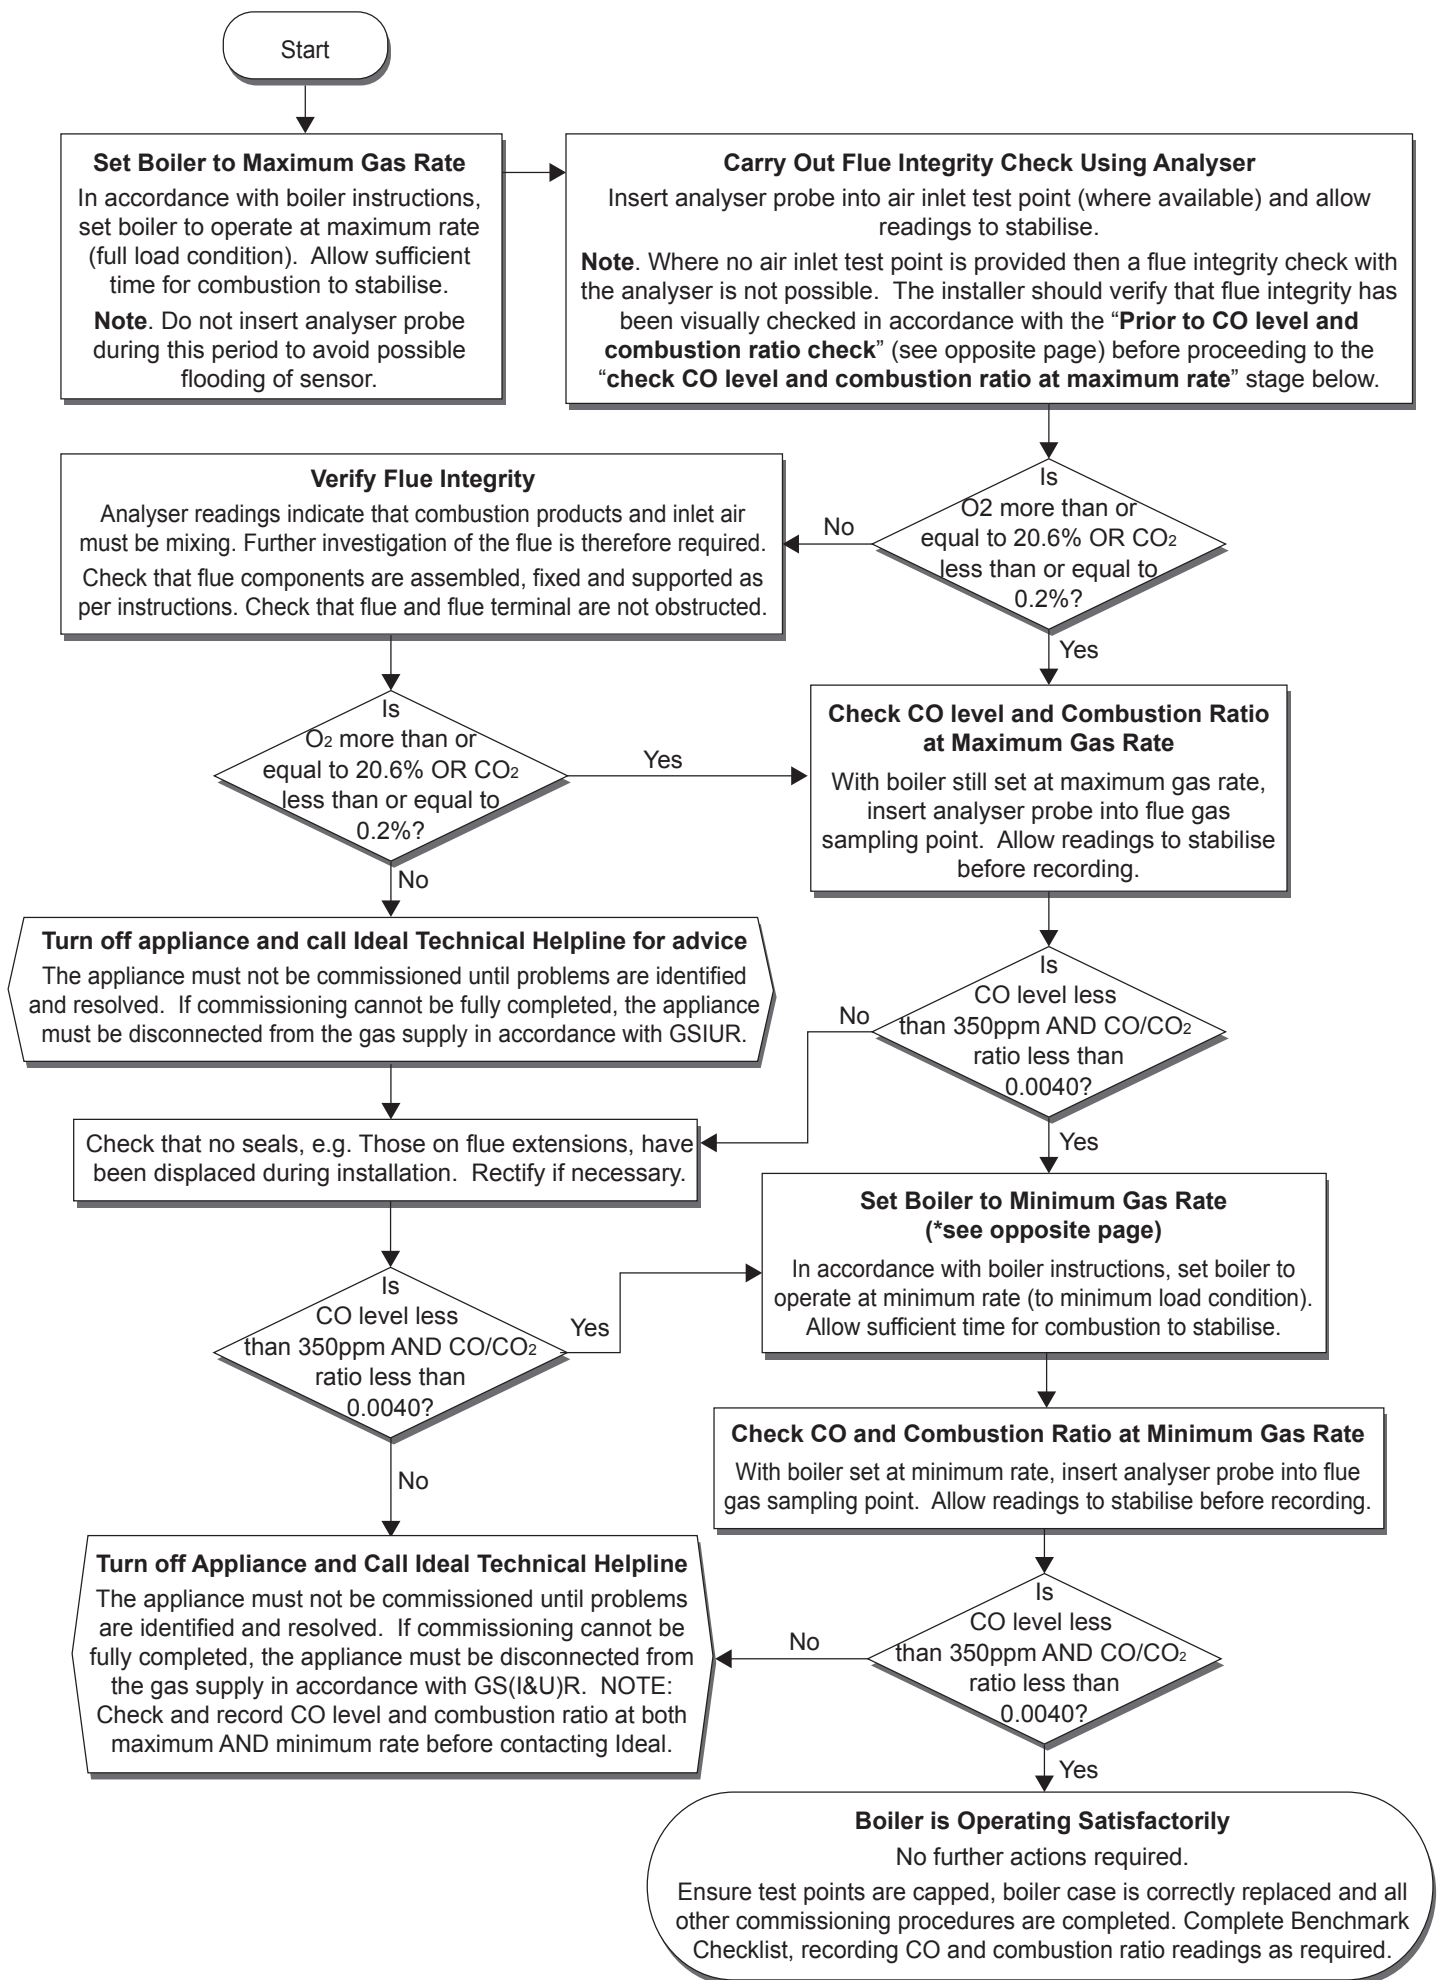 Start
Set Boiler to Maximum Gas Rate
In accordance with boiler instructions,
set boiler to operate at maximum rate
(full load condition).  Allow sufficient
time for combustion to stabilise.
Note. Do not insert analyser probe
during this period to avoid possible
flooding of sensor.
Carry Out Flue Integrity Check Using Analyser
Insert analyser probe into air inlet test point (where available) and allow
readings to stabilise.
Note. Where no air inlet test point is provided then a flue integrity check with
the analyser is not possible.  The installer should verify that flue integrity has
been visually checked in accordance with the “Prior to CO level and
combustion ratio check” (see opposite page) before proceeding to the
“check CO level and combustion ratio at maximum rate” stage below.
Is
O2 more than or
equal to 20.6% OR CO2
less than or equal to
0.2%?
No
Yes
Verify Flue Integrity
Analyser readings indicate that combustion products and inlet air
must be mixing. Further investigation of the flue is therefore required.
Check that flue components are assembled, fixed and supported as
per instructions. Check that flue and flue terminal are not obstructed.
Is
O2 more than or
equal to 20.6% OR CO2
less than or equal to
0.2%?
Yes
No
Check CO level and Combustion Ratio
at Maximum Gas Rate
With boiler still set at maximum gas rate,
insert analyser probe into flue gas
sampling point.  Allow readings to stabilise
before recording.
Turn off appliance and call Ideal Technical Helpline for advice
The appliance must not be commissioned until problems are identified
and resolved.  If commissioning cannot be fully completed, the appliance
must be disconnected from the gas supply in accordance with GSIUR.
Is
CO level less
than 350ppm AND CO/CO2
ratio less than
0.0040?
No
Yes
Check that no seals, e.g. Those on flue extensions, have
been displaced during installation.  Rectify if necessary.
Set Boiler to Minimum Gas Rate
(*see opposite page)
In accordance with boiler instructions, set boiler to
operate at minimum rate (to minimum load condition).
Allow sufficient time for combustion to stabilise.
Is
CO level less
than 350ppm AND CO/CO2
ratio less than
0.0040?
Yes
No
Check CO and Combustion Ratio at Minimum Gas Rate
With boiler set at minimum rate, insert analyser probe into flue
gas sampling point.  Allow readings to stabilise before recording.
Turn off Appliance and Call Ideal Technical Helpline
The appliance must not be commissioned until problems
are identified and resolved.  If commissioning cannot be
fully completed, the appliance must be disconnected from
the gas supply in accordance with GS(I&U)R.  NOTE:
Check and record CO level and combustion ratio at both
maximum AND minimum rate before contacting Ideal.
Is
CO level less
than 350ppm AND CO/CO2
ratio less than
0.0040?
No
Yes
Boiler is Operating Satisfactorily
No further actions required.
Ensure test points are capped, boiler case is correctly replaced and all
other commissioning procedures are completed. Complete Benchmark
Checklist, recording CO and combustion ratio readings as required.